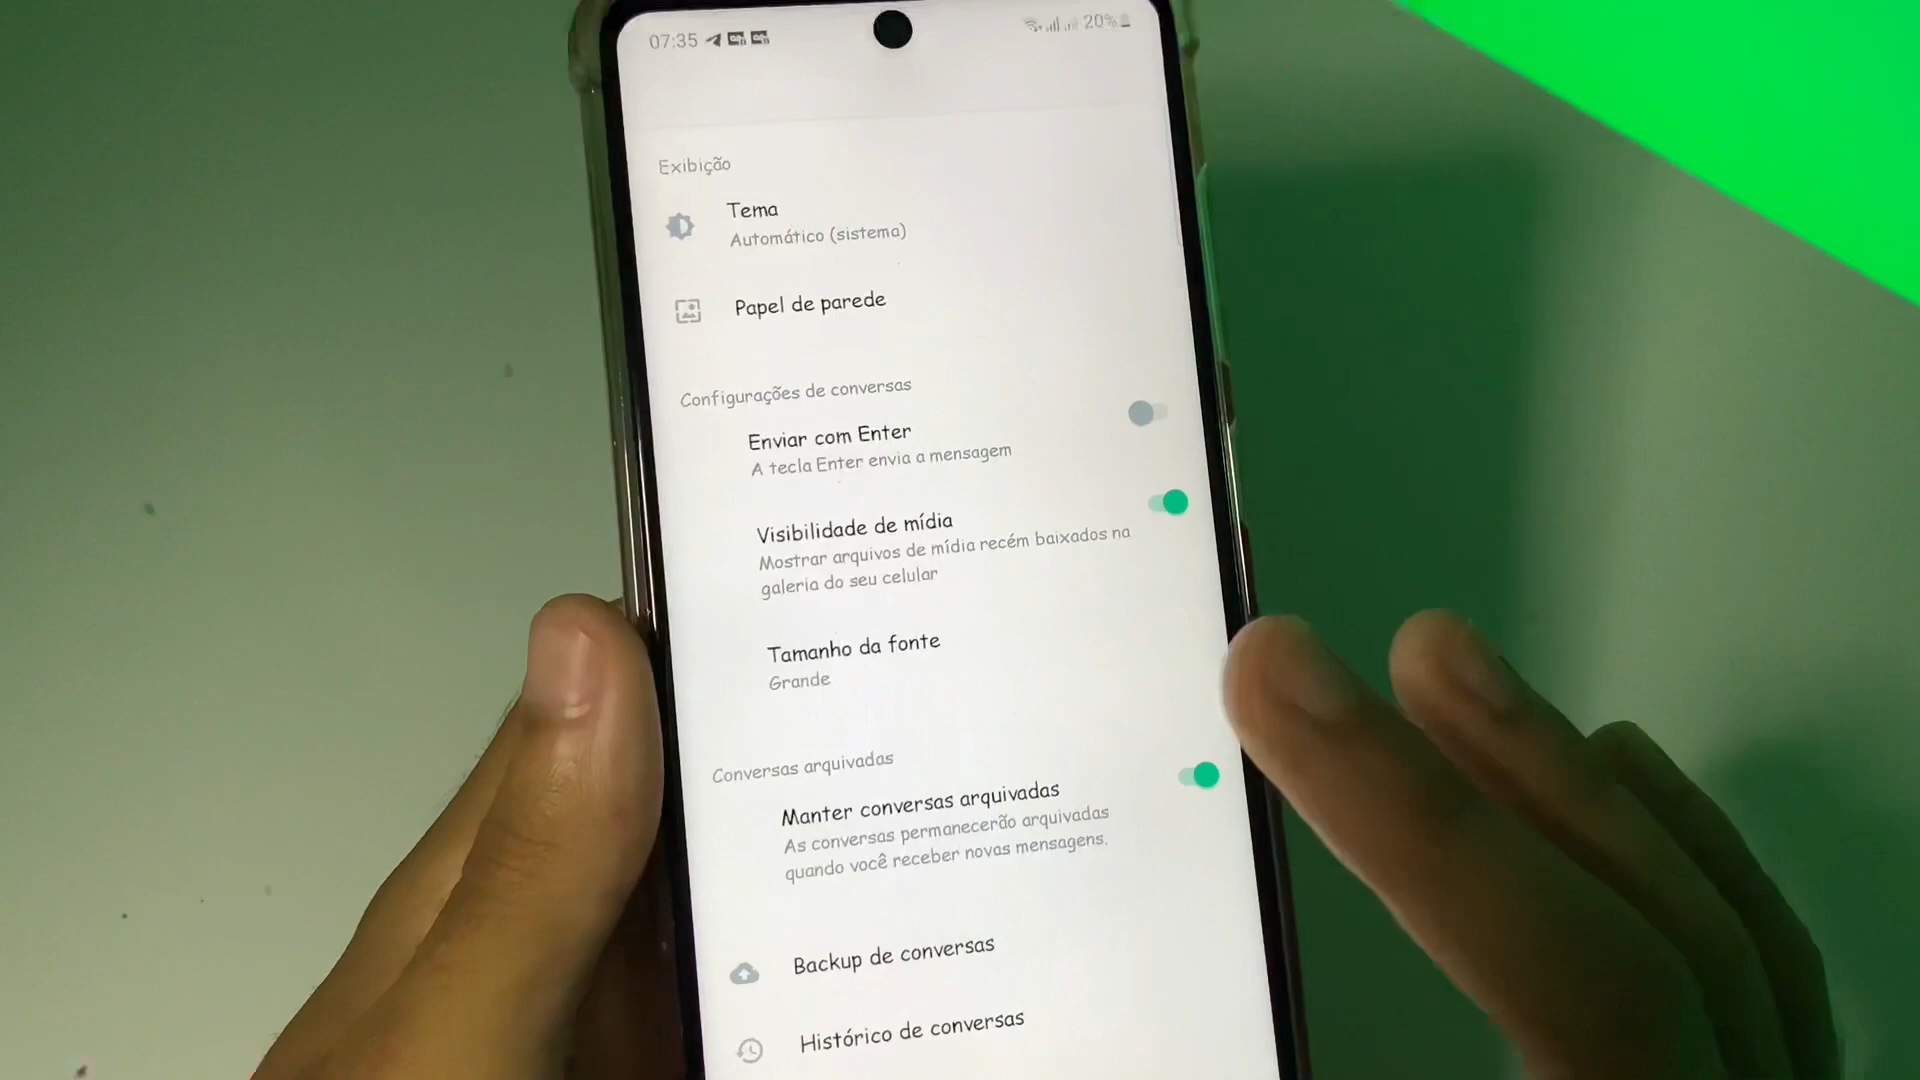 07:35
20%
Exibição
Tema
Automático (sistema)
Papel de parede
Configurações de conversas
Enviar com Enter
A tecla Enter envia a mensagem
Visibilidade de mídia
Mostrar arquivos de mídia recém baixados na
galeria do seu celular
Tamanho da fonte
Grande
Conversas arquivadas
Manter conversas arquivadas
As conversas permanecerão arquivadas
quando você receber novas mensagens.
Backup de conversas
Histórico de conversas